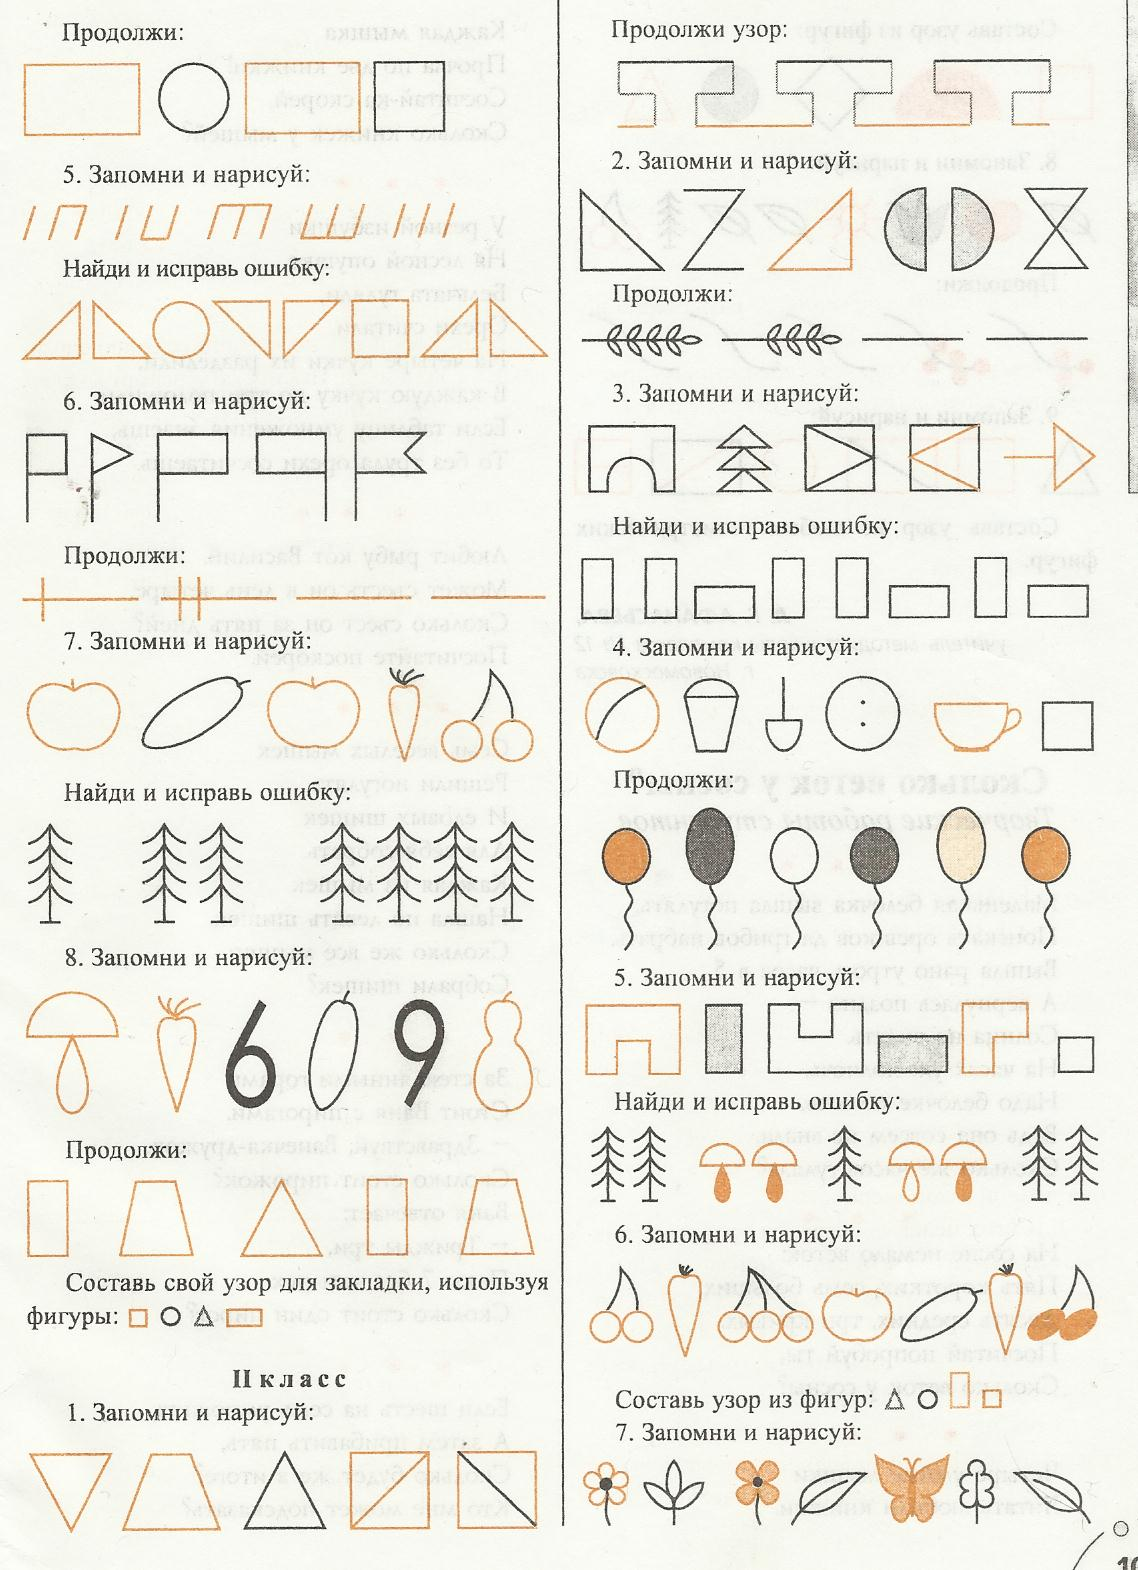 Продолжи:
5. Запомни и нарисуй:
Найди и исправь ошибку:
6. Запомни и нарисуй:
Продолжи:
7. Запомни и нарисуй:
Найди и исправь ошибку:
8. Запомни и нарисуй:
6 9
Продолжи:
Составь свой узор для закладки, используя
фигуры:
II класс
1. Запомни и нарисуй:
Продолжи узор:
2. Запомни и нарисуй:
Продолжи:
3. Запомни и нарисуй:
Найди и исправь ошибку:
4. Запомни и нарисуй:
Продолжи:
5. Запомни и нарисуй:
Найди и исправь ошибку:
6. Запомни и нарисуй:
Составь узор из фигур:
7. Запомни и нарисуй: